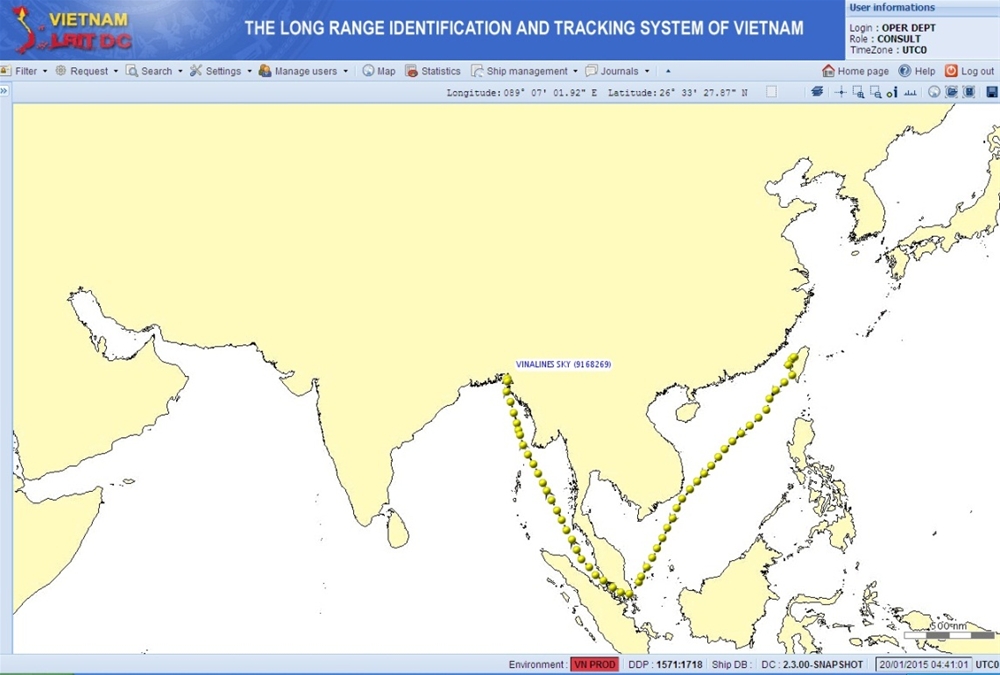 VIETNAM
LRIT DC
THE LONG RANGE IDENTIFICATION AND TRACKING SYSTEM OF VIETNAM
User informations
Login : OPER DEPT
Role : CONSULT
TimeZone : UTC0
Filter Request Search Settings Manage users Map Statistics Ship management Journals Home page Help Log out
Longitude: 089° 07' 01.92" E Latitude: 26° 33' 27.87" N
VINALINES SKY (9168269)
500 nm
Environment : VN PROD DDP : 1571:1718 Ship DB : DC : 2.3.00-SNAPSHOT 20/01/2015 04:41:01 UTC0